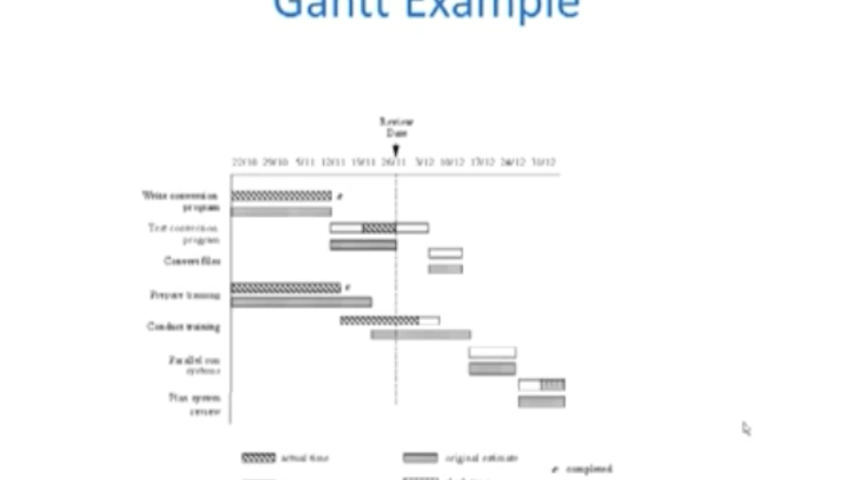 Gantt Example
Review
Date
22/10 29/10 5/11 12/11 19/11 26/11 3/12 10/12 17/12 24/12 31/12
Write conversion
program
Test conversion
program
Convert files
Prepare training
Conduct training
Parallel run
systems
Plan system
review
actual time
original estimate
completed